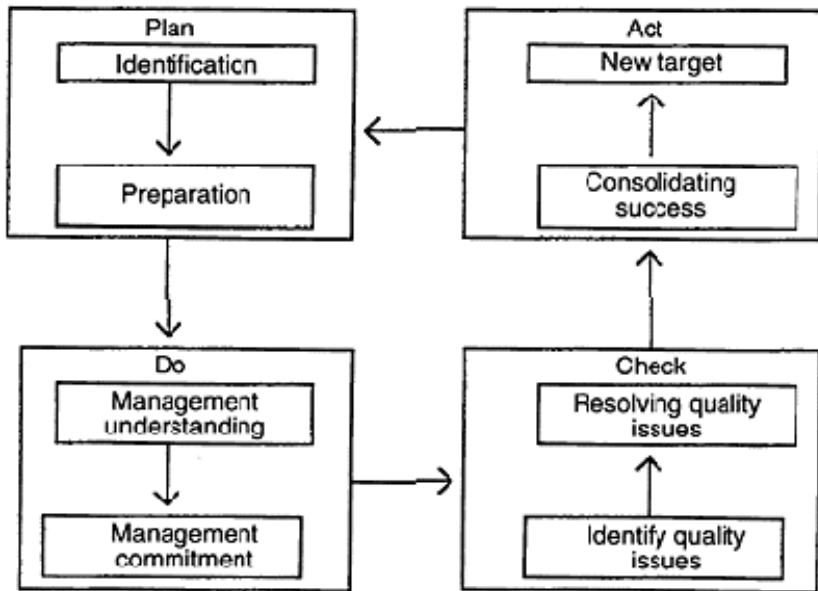 Plan
Identification
Preparation
Act
New target
Consolidating
success
Do
Management
understanding
Management
commitment
Check
Resolving quality
issues
Identify quality
issues